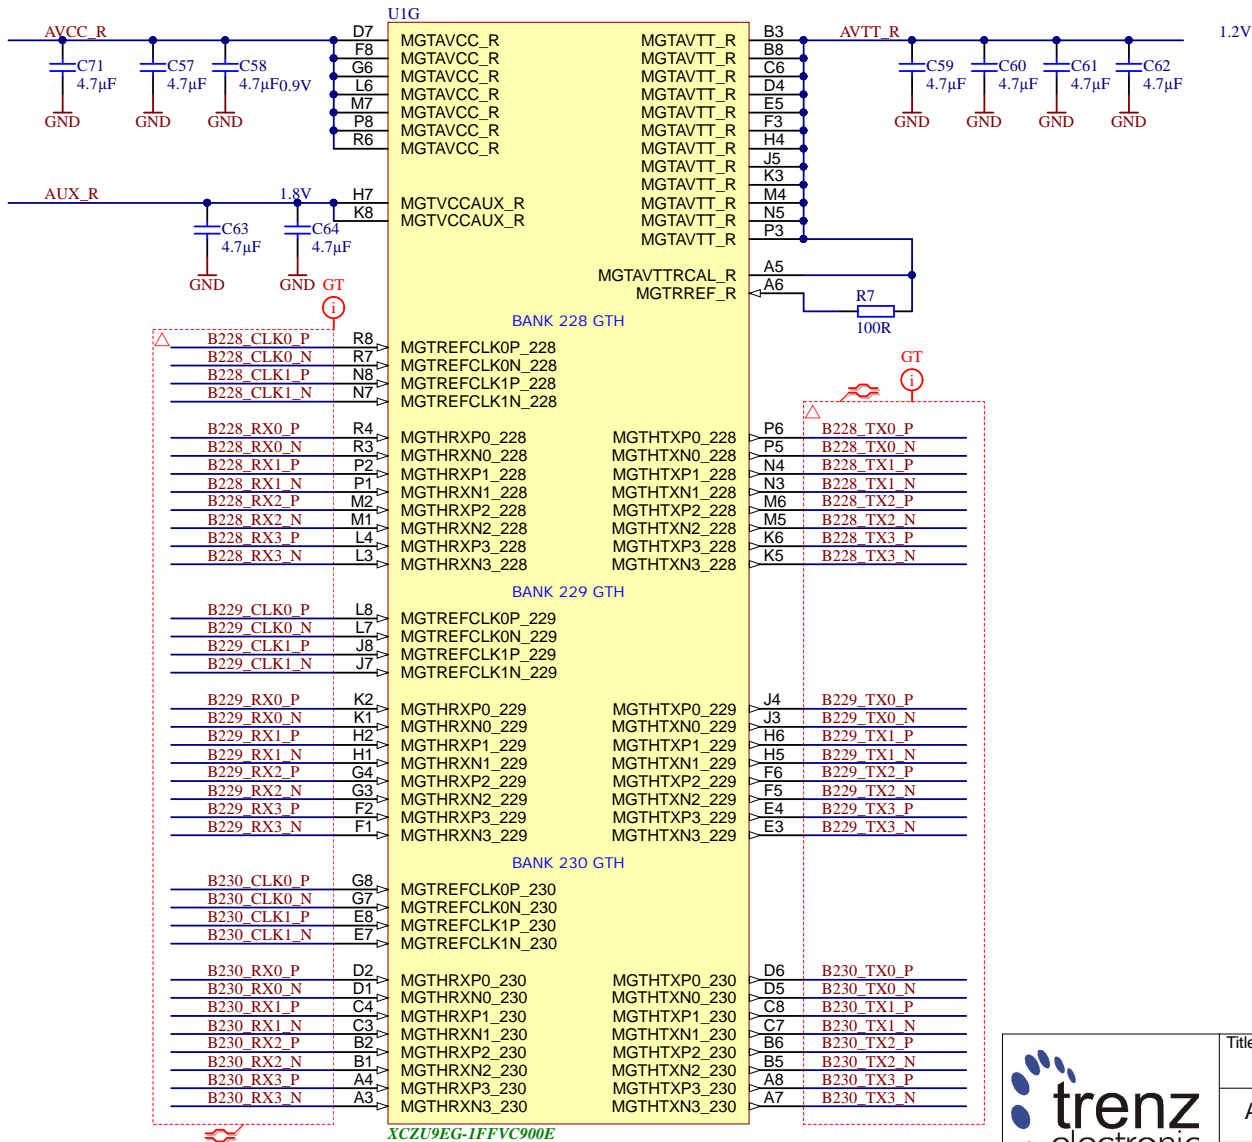 U1G
AVCC_R D7 MGTAVCC_R MGTAVTT_R B3 AVTT_R 1.2V
F8 MGTAVCC_R MGTAVTT_R B8
C71 4.7µF GND
C57 4.7µF GND
C58 4.7µF GND
0.9V
G6 MGTAVCC_R MGTAVTT_R C6
L6 MGTAVCC_R MGTAVTT_R D4
M7 MGTAVCC_R MGTAVTT_R E5
P8 MGTAVCC_R MGTAVTT_R F3
R6 MGTAVCC_R MGTAVTT_R H4
C59 4.7µF GND
C60 4.7µF GND
C61 4.7µF GND
C62 4.7µF GND
MGTAVTT_R J5
MGTAVTT_R K3
AUX_R 1.8V H7 MGTVCCAUX_R MGTAVTT_R M4
K8 MGTVCCAUX_R MGTAVTT_R N5
MGTAVTT_R P3
C63 4.7µF GND
C64 4.7µF GND
MGTAVTTRCAL_R A5
MGTRREF_R A6
R7
100R
GT
i
BANK 228 GTH
B228_CLK0_P R8 MGTREFCLK0P_228
B228_CLK0_N R7 MGTREFCLK0N_228
B228_CLK1_P N8 MGTREFCLK1P_228
B228_CLK1_N N7 MGTREFCLK1N_228
GT
i
B228_RX0_P R4 MGTHRXP0_228 MGTHTXP0_228 P6 B228_TX0_P
B228_RX0_N R3 MGTHRXN0_228 MGTHTXN0_228 P5 B228_TX0_N
B228_RX1_P P2 MGTHRXP1_228 MGTHTXP1_228 N4 B228_TX1_P
B228_RX1_N P1 MGTHRXN1_228 MGTHTXN1_228 N3 B228_TX1_N
B228_RX2_P M2 MGTHRXP2_228 MGTHTXP2_228 M6 B228_TX2_P
B228_RX2_N M1 MGTHRXN2_228 MGTHTXN2_228 M5 B228_TX2_N
B228_RX3_P L4 MGTHRXP3_228 MGTHTXP3_228 K6 B228_TX3_P
B228_RX3_N L3 MGTHRXN3_228 MGTHTXN3_228 K5 B228_TX3_N
BANK 229 GTH
B229_CLK0_P L8 MGTREFCLK0P_229
B229_CLK0_N L7 MGTREFCLK0N_229
B229_CLK1_P J8 MGTREFCLK1P_229
B229_CLK1_N J7 MGTREFCLK1N_229
B229_RX0_P K2 MGTHRXP0_229 MGTHTXP0_229 J4 B229_TX0_P
B229_RX0_N K1 MGTHRXN0_229 MGTHTXN0_229 J3 B229_TX0_N
B229_RX1_P H2 MGTHRXP1_229 MGTHTXP1_229 H6 B229_TX1_P
B229_RX1_N H1 MGTHRXN1_229 MGTHTXN1_229 H5 B229_TX1_N
B229_RX2_P G4 MGTHRXP2_229 MGTHTXP2_229 F6 B229_TX2_P
B229_RX2_N G3 MGTHRXN2_229 MGTHTXN2_229 F5 B229_TX2_N
B229_RX3_P F2 MGTHRXP3_229 MGTHTXP3_229 E4 B229_TX3_P
B229_RX3_N F1 MGTHRXN3_229 MGTHTXN3_229 E3 B229_TX3_N
BANK 230 GTH
B230_CLK0_P G8 MGTREFCLK0P_230
B230_CLK0_N G7 MGTREFCLK0N_230
B230_CLK1_P E8 MGTREFCLK1P_230
B230_CLK1_N E7 MGTREFCLK1N_230
B230_RX0_P D2 MGTHRXP0_230 MGTHTXP0_230 D6 B230_TX0_P
B230_RX0_N D1 MGTHRXN0_230 MGTHTXN0_230 D5 B230_TX0_N
B230_RX1_P C4 MGTHRXP1_230 MGTHTXP1_230 C8 B230_TX1_P
B230_RX1_N C3 MGTHRXN1_230 MGTHTXN1_230 C7 B230_TX1_N
B230_RX2_P B2 MGTHRXP2_230 MGTHTXP2_230 B6 B230_TX2_P
B230_RX2_N B1 MGTHRXN2_230 MGTHTXN2_230 B5 B230_TX2_N
B230_RX3_P A4 MGTHRXP3_230 MGTHTXP3_230 A8 B230_TX3_P
B230_RX3_N A3 MGTHRXN3_230 MGTHTXN3_230 A7 B230_TX3_N
XCZU9EG-1FFVC900E
Title
trenz
electronic